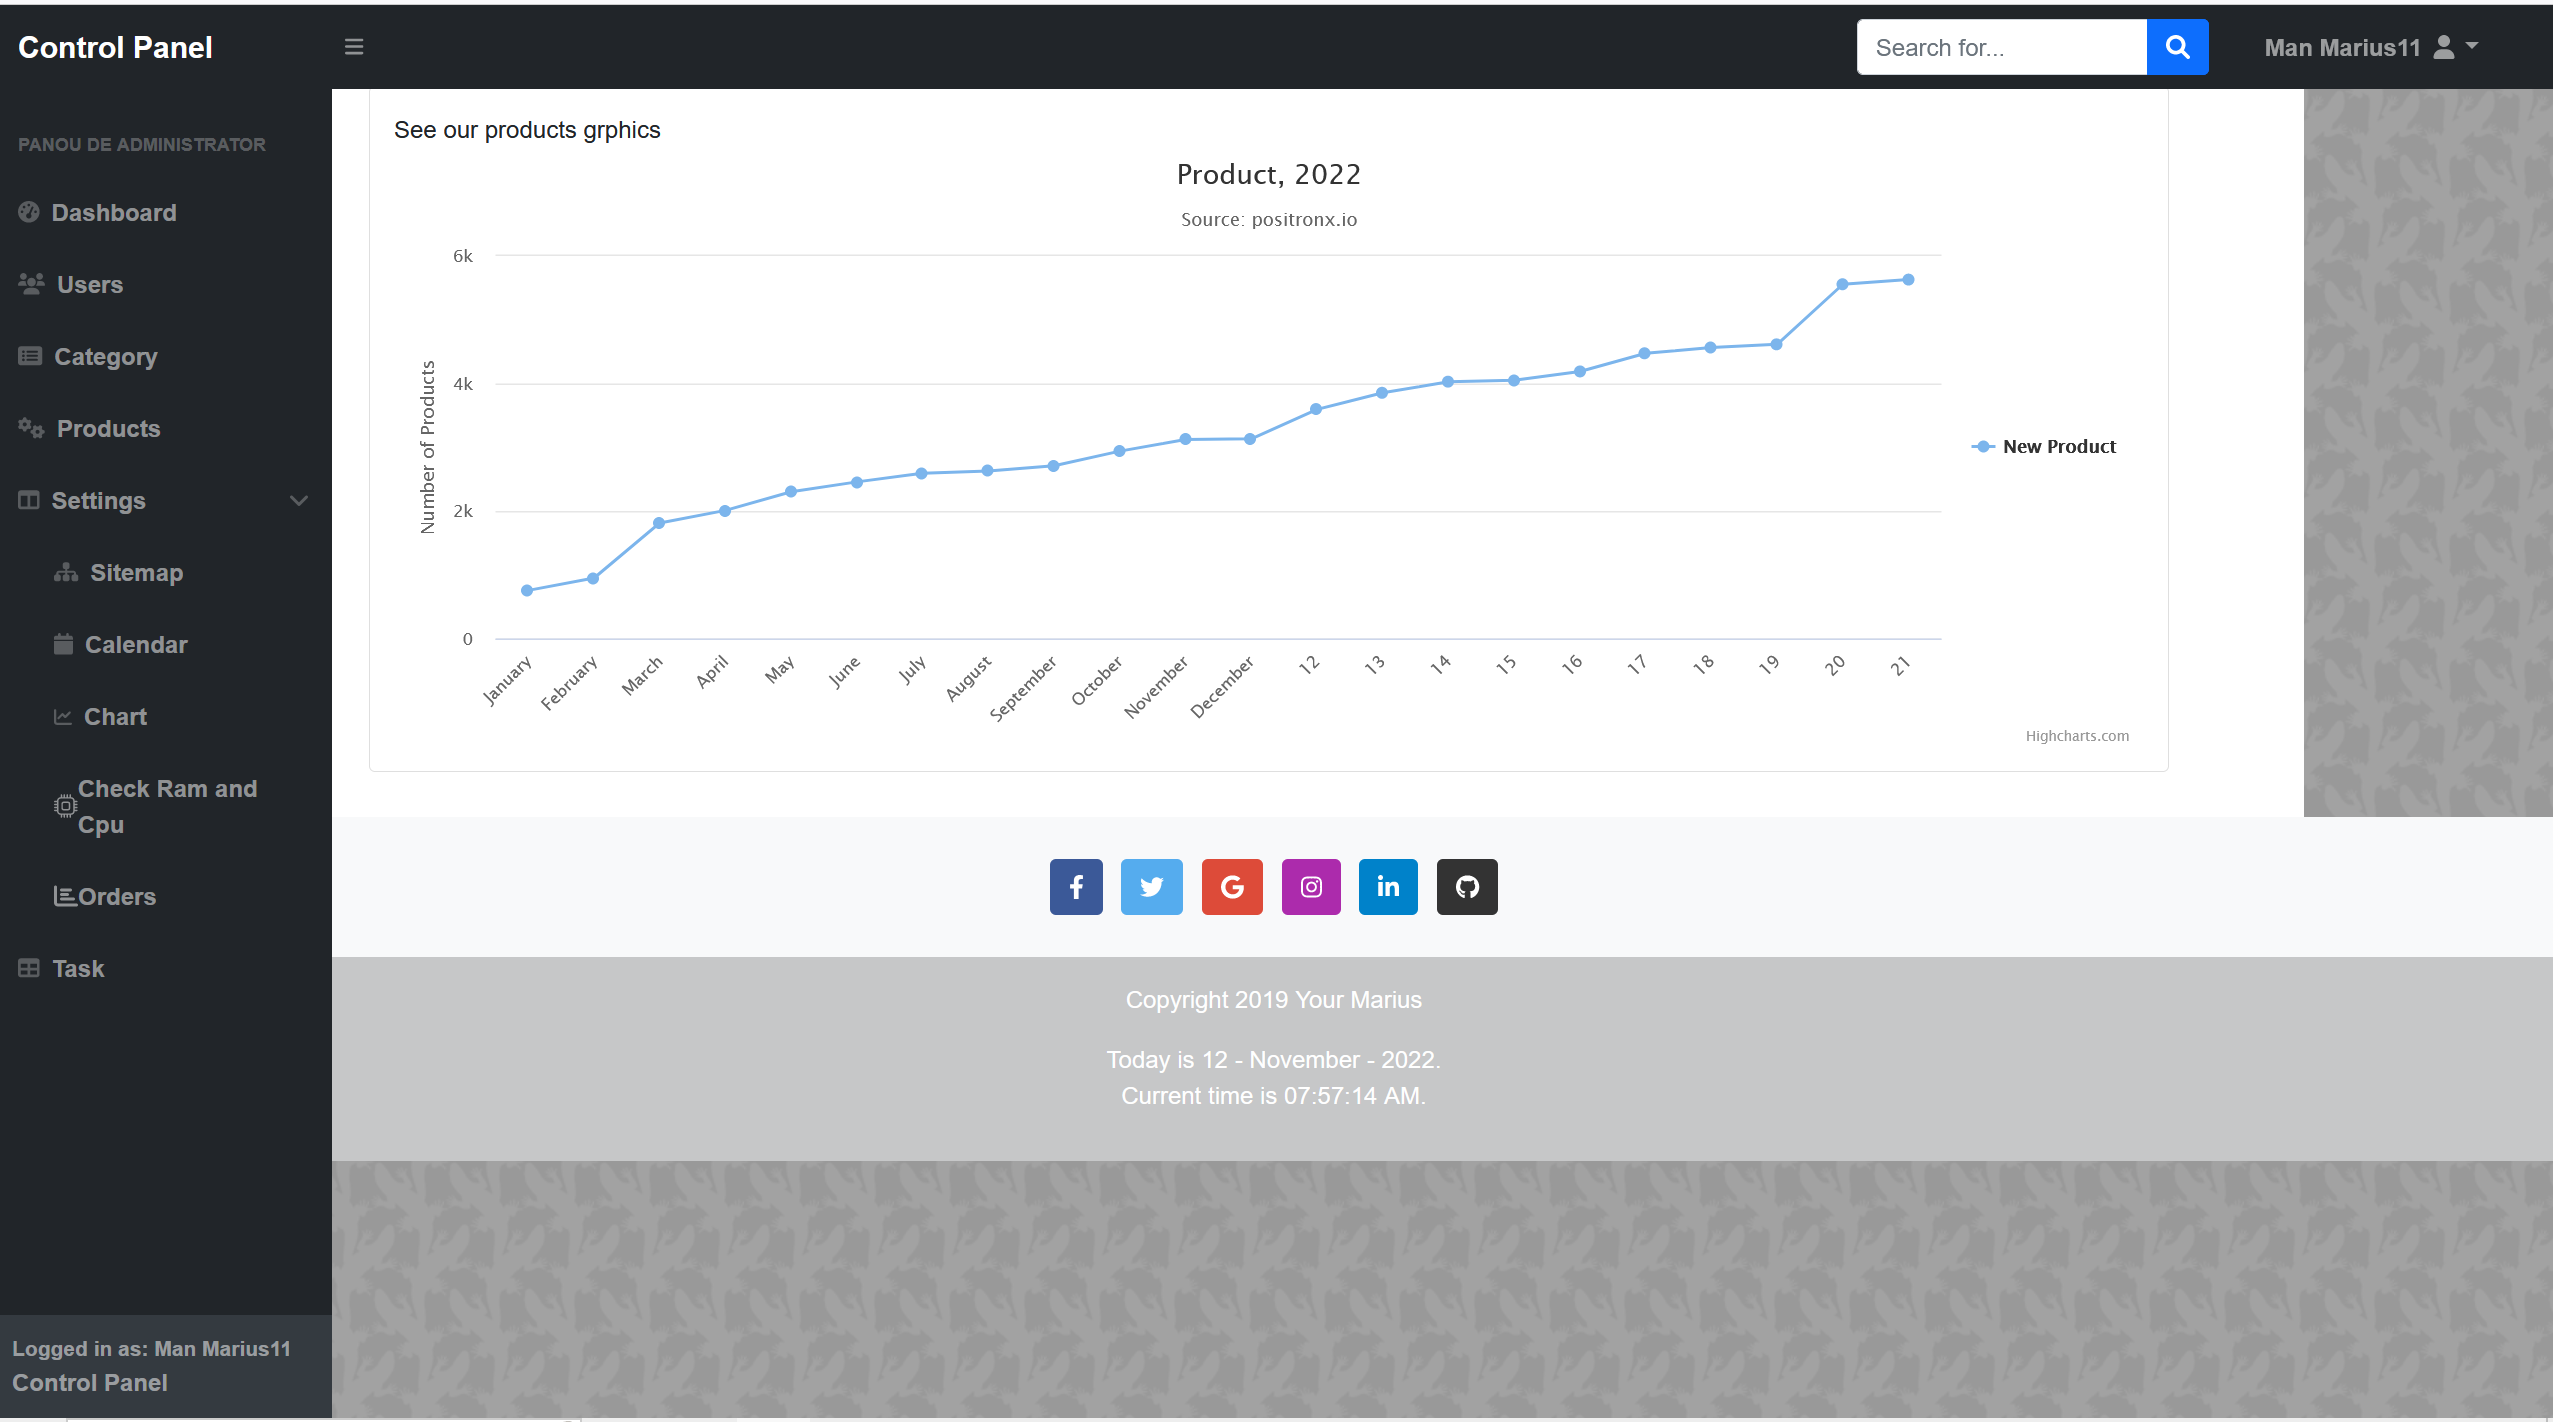 Control Panel
Search for...
Man Marius11
PANOU DE ADMINISTRATOR
Dashboard
Users
Category
Products
Settings
Sitemap
Calendar
Chart
Check Ram and
Cpu
Orders
Task
Logged in as: Man Marius11
Control Panel
See our products grphics
Product, 2022
Source: positronx.io
Number of Products
6k
4k
2k
0
January
February
March
April
May
June
July
August
September
October
November
December
12
13
14
15
16
17
18
19
20
21
New Product
Highcharts.com
Copyright 2019 Your Marius
Today is 12 - November - 2022.
Current time is 07:57:14 AM.